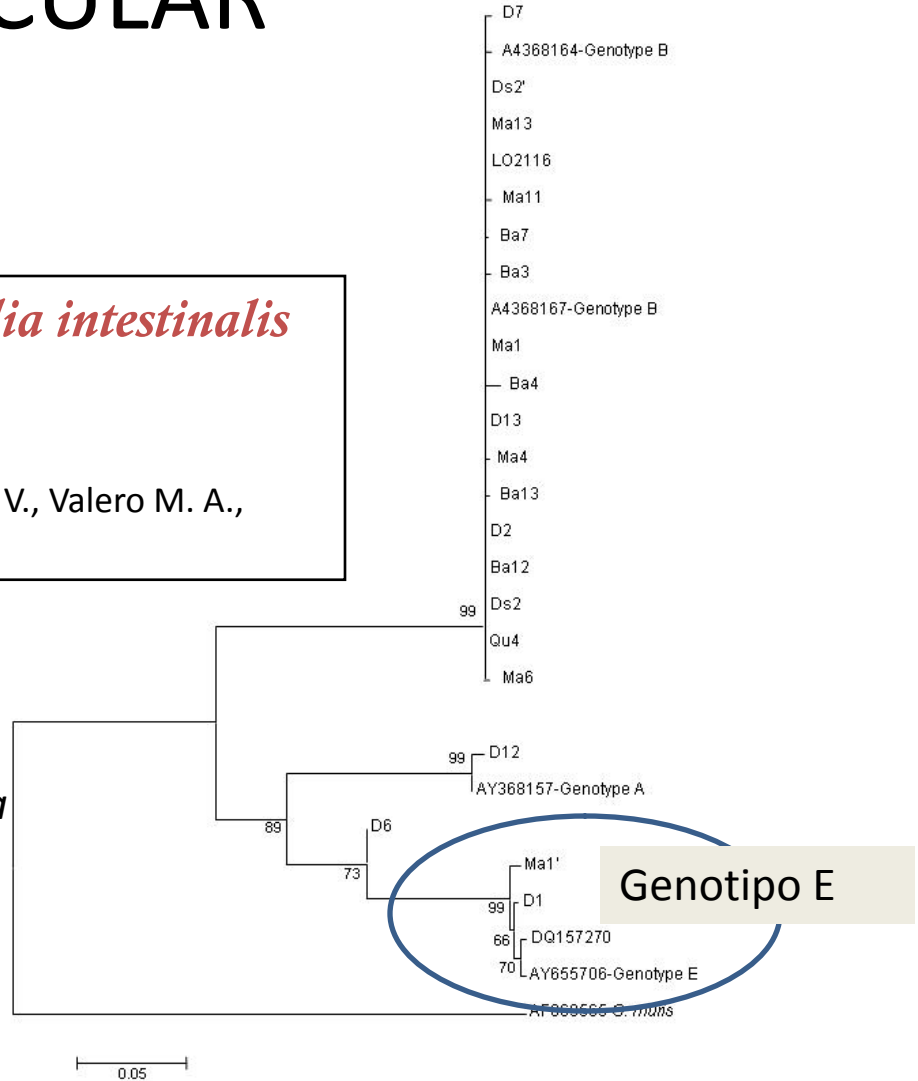 CULAR
dia intestinalis
V., Valero M. A.,
D7
A4368164-Genotype B
Ds2'
Ma13
LO2116
Ma11
Ba7
Ba3
A4368167-Genotype B
Ma1
Ba4
D13
Ma4
Ba13
D2
Ba12
Ds2
Qu4
Ma6
99
99
D12
AY368157-Genotype A
a
89
D6
73
Ma1'
Genotipo E
99
D1
66
DQ157270
70
AY655706-Genotype E
muris
0.05